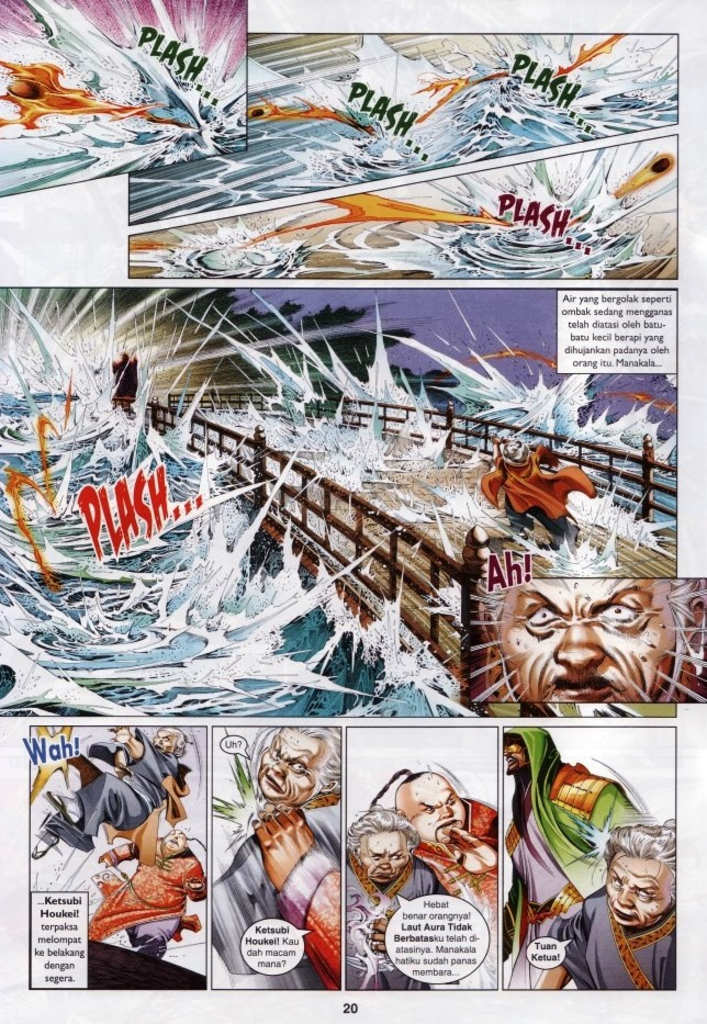 PLASH...
PLASH...
PLASH...
PLASH...
Air yang bergolak seperti
ombak sedang mengganas
telah diatasi oleh batu-
batu kecil berapi yang
dihujankan padanya oleh
orang itu. Manakala...
PLASH...
Ah!
Wah!
...Ketsubi
Houkei!
terpaksa
melompat
ke belakang
dengan
segera.
Uh?
Ketsubi
Houkei! Kau
dah macam
mana?
Hebat
benar orangnya!
Laut Aura Tidak
Berbatasku telah di-
atasinya. Manakala
hatiku sudah panas
membara...
Tuan
Ketua!
20